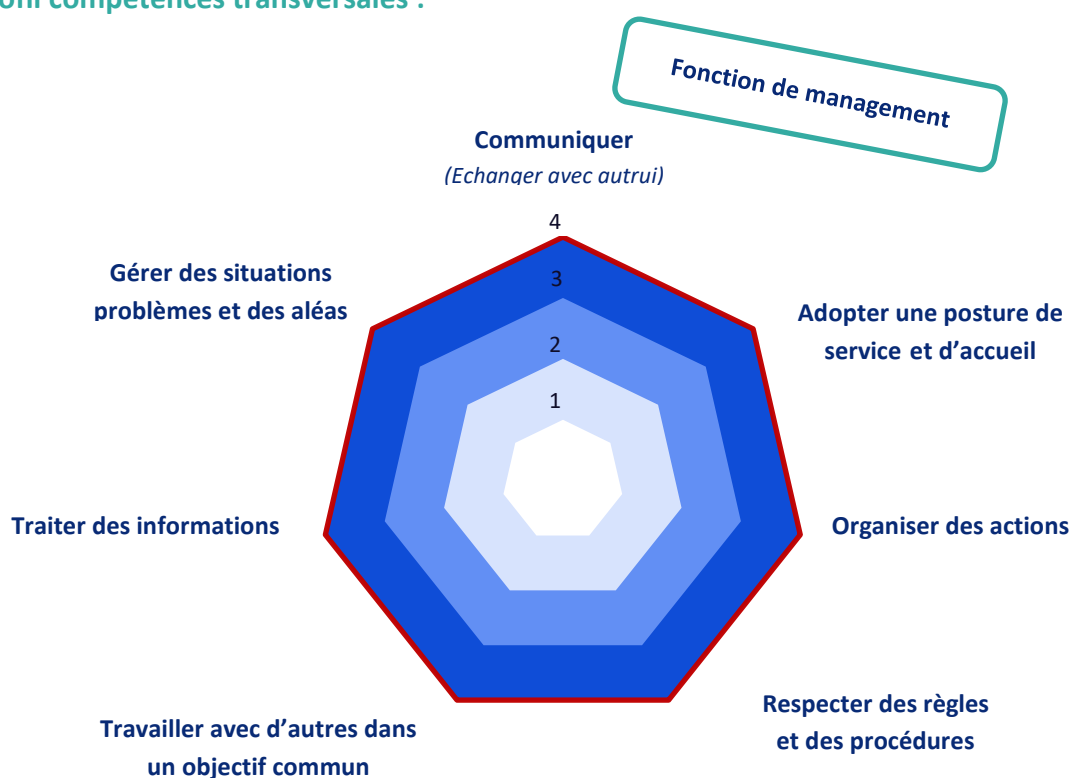 compétences transversales :
Fonction de management
Communiquer
(Echanger avec autrui)
4
3
2
1
Gérer des situations
problèmes et des aléas
Adopter une posture de
service et d’accueil
Traiter des informations
Organiser des actions
Travailler avec d’autres dans
un objectif commun
Respecter des règles
et des procédures